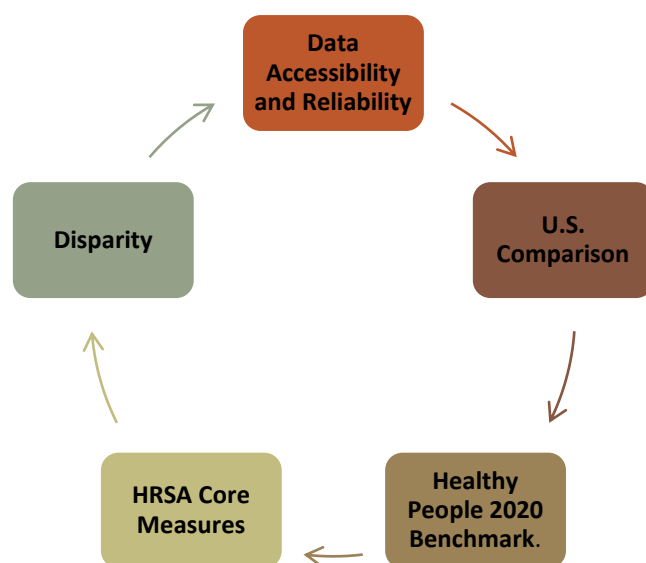 Data
Accessibility
and Reliability
U.S.
Comparison
Healthy
People 2020
Benchmark.
HRSA Core
Measures
Disparity